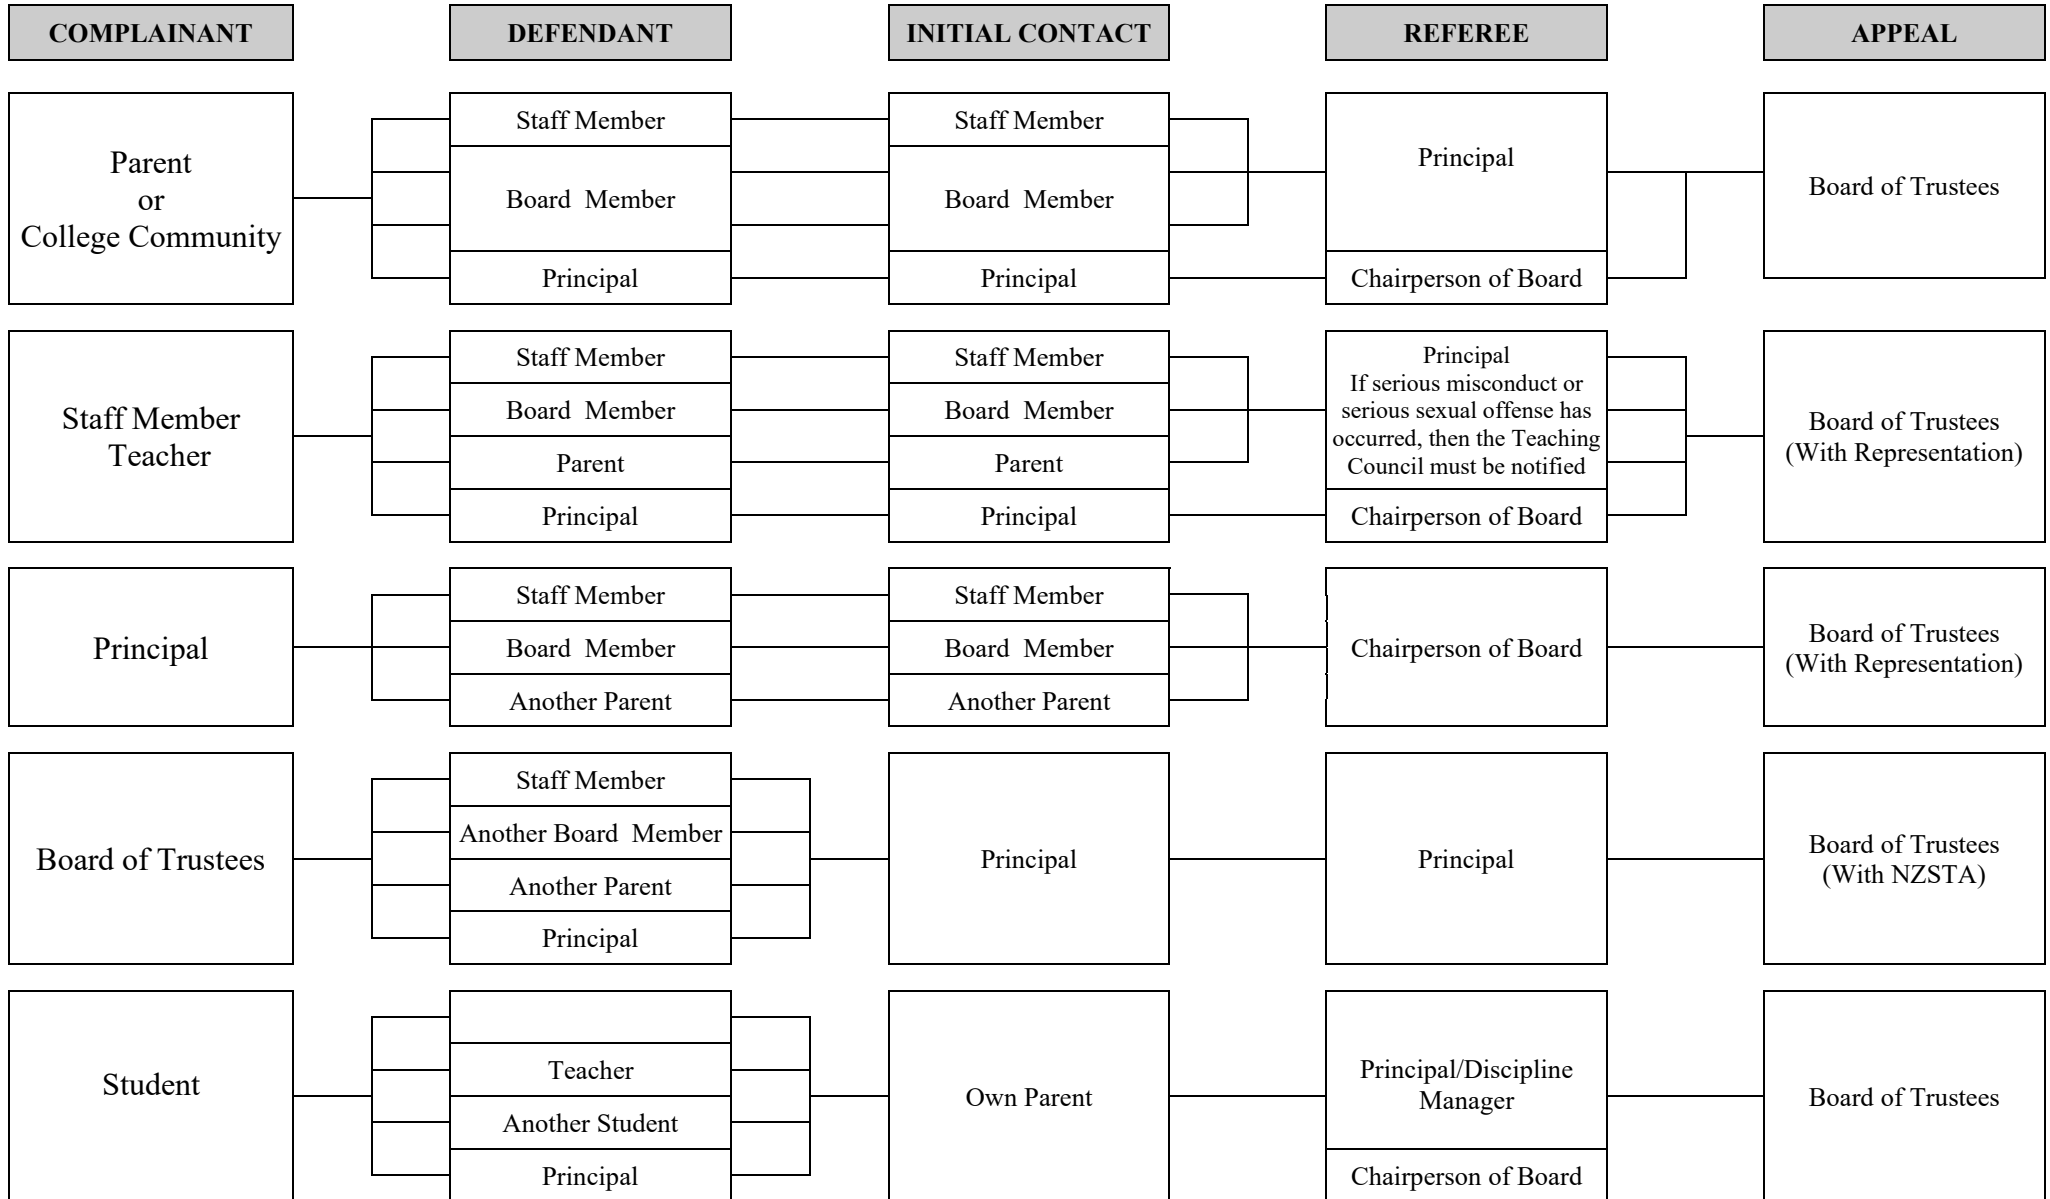 COMPLAINANT
DEFENDANT
INITIAL CONTACT
REFEREE
APPEAL
Parent
or
College Community
Staff Member
Board  Member
Principal
Staff Member
Board  Member
Principal
Principal
Chairperson of Board
Board of Trustees
Staff Member
Teacher
Staff Member
Board  Member
Parent
Principal
Staff Member
Board  Member
Parent
Principal
Principal
If serious misconduct or
serious sexual offense has
occurred, then the Teaching
Council must be notified
Chairperson of Board
Board of Trustees
(With Representation)
Principal
Staff Member
Board  Member
Another Parent
Staff Member
Board  Member
Another Parent
Chairperson of Board
Board of Trustees
(With Representation)
Board of Trustees
Staff Member
Another Board  Member
Another Parent
Principal
Principal
Principal
Board of Trustees
(With NZSTA)
Student
Teacher
Another Student
Principal
Own Parent
Principal/Discipline
Manager
Chairperson of Board
Board of Trustees